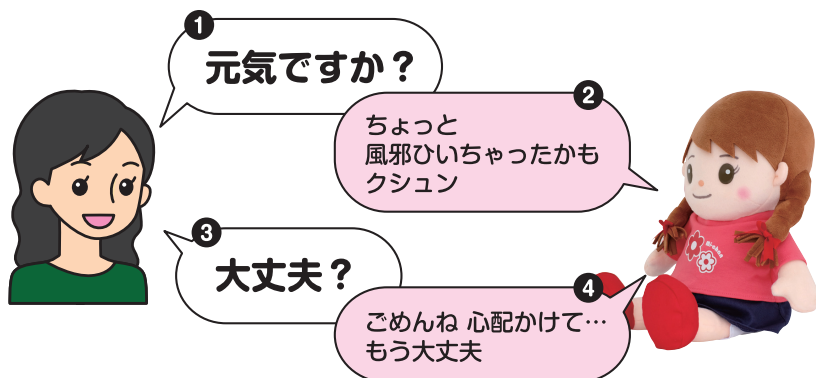 1
元気ですか？
2
ちょっと
風邪ひいちゃったかも
クシュン
3
大丈夫？
4
ごめんね 心配かけて…
もう大丈夫